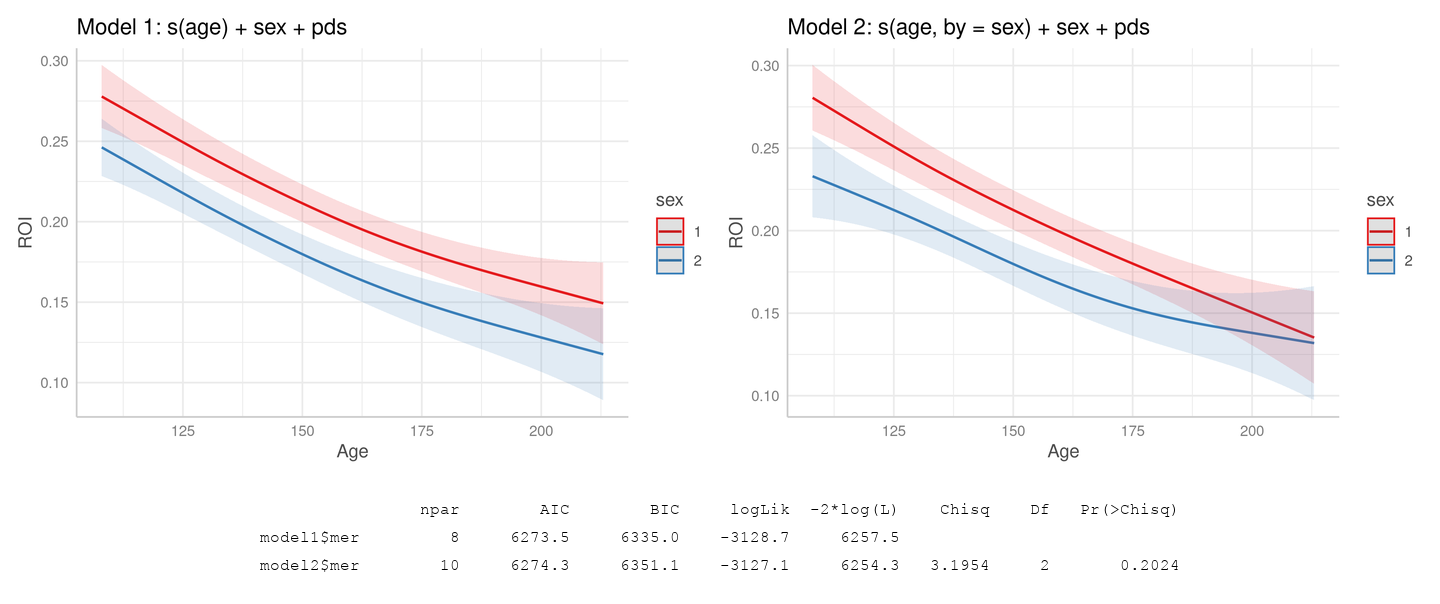 Model 1: s(age) + sex + pds
0.30
0.25
0.20
0.15
0.10
ROI
125 150 175 200
Age
sex
1
2
Model 2: s(age, by = sex) + sex + pds
0.30
0.25
0.20
0.15
0.10
ROI
125 150 175 200
Age
sex
1
2
npar AIC BIC logLik -2*log(L) Chisq Df Pr(>Chisq)
model1$mer 8 6273.5 6335.0 -3128.7 6257.5
model2$mer 10 6274.3 6351.1 -3127.1 6254.3 3.1954 2 0.2024